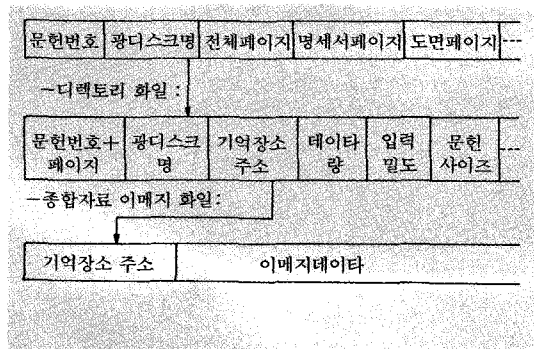 문헌번호 광디스크명 전체페이지 명세서페이지 도면페이지 ---
-디렉토리 화일 :
문헌번호+ 광디스크 기억장소 데이타 입력 문헌 ---
페이지 명 주소 량 밀도 사이즈
-종합자료 이메지 화일:
기억장소 주소 이메지데이타